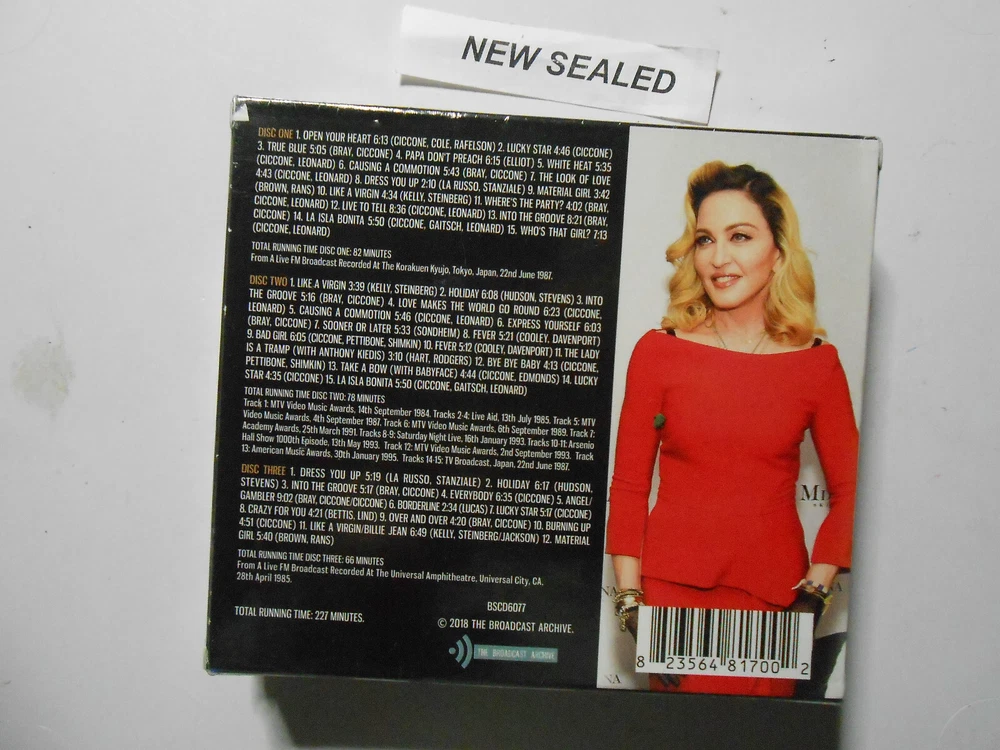 NEW SEALED
DISC ONE 1. OPEN YOUR HEART 6:13 (CICCONE, COLE, RAFELSON) 2. LUCKY STAR 4:46 (CICCONE)
3. TRUE BLUE 5:05 (BRAY, CICCONE) 4. PAPA DON'T PREACH 6:15 (ELLIOT) 5. WHITE HEAT 5:35
(CICCONE, LEONARD) 6. CAUSING A COMMOTION 5:43 (BRAY, CICCONE) 7. THE LOOK OF LOVE
4:43 (CICCONE, LEONARD) 8. DRESS YOU UP 2:10 (LA RUSSO, STANZIALE) 9. MATERIAL GIRL 3:42
(BROWN, RANS) 10. LIKE A VIRGIN 4:34 (KELLY, STEINBERG) 11. WHERE'S THE PARTY? 4:02 (BRAY,
CICCONE, LEONARD) 12. LIVE TO TELL 8:36 (CICCONE, LEONARD) 13. INTO THE GROOVE 8:21 (BRAY,
CICCONE) 14. LA ISLA BONITA 5:50 (CICCONE, GAITSCH, LEONARD) 15. WHO'S THAT GIRL? 7:13
(CICCONE, LEONARD)
TOTAL RUNNING TIME DISC ONE: 82 MINUTES
From A Live FM Broadcast Recorded At The Korakuen Kyujo, Tokyo, Japan, 22nd June 1987.
DISC TWO 1. LIKE A VIRGIN 3:39 (KELLY, STEINBERG) 2. HOLIDAY 6:08 (HUDSON, STEVENS) 3. INTO
THE GROOVE 5:16 (BRAY, CICCONE) 4. LOVE MAKES THE WORLD GO ROUND 6:23 (CICCONE,
LEONARD) 5. CAUSING A COMMOTION 5:46 (CICCONE, LEONARD) 6. EXPRESS YOURSELF 6:03
(BRAY, CICCONE) 7. SOONER OR LATER 5:33 (SONDHEIM) 8. FEVER 5:21 (COOLEY, DAVENPORT)
9. BAD GIRL 6:05 (CICCONE, PETTIBONE, SHIMKIN) 10. FEVER 5:12 (COOLEY, DAVENPORT) 11. THE LADY
IS A TRAMP (WITH ANTHONY KIEDIS) 3:10 (HART, RODGERS) 12. BYE BYE BABY 4:13 (CICCONE,
PETTIBONE, SHIMKIN) 13. TAKE A BOW (WITH BABYFACE) 4:44 (CICCONE, EDMONDS) 14. LUCKY
STAR 4:35 (CICCONE) 15. LA ISLA BONITA 5:50 (CICCONE, GAITSCH, LEONARD)
TOTAL RUNNING TIME DISC TWO: 78 MINUTES
Track 1: MTV Video Music Awards, 14th September 1984. Tracks 2-4: Live Aid, 13th July 1985. Track 5: MTV
Video Music Awards, 4th September 1987. Track 6: MTV Video Music Awards, 6th September 1989. Track 7:
Academy Awards, 25th March 1991. Tracks 8-9: Saturday Night Live, 16th January 1993. Tracks 10-11: Arsenio
Hall Show 1000th Episode, 13th May 1993. Track 12: MTV Video Music Awards, 2nd September 1993. Track
13: American Music Awards, 30th January 1995. Tracks 14-15: TV Broadcast, Japan, 22nd June 1987.
DISC THREE 1. DRESS YOU UP 5:19 (LA RUSSO, STANZIALE) 2. HOLIDAY 6:17 (HUDSON,
STEVENS) 3. INTO THE GROOVE 5:17 (BRAY, CICCONE) 4. EVERYBODY 6:35 (CICCONE) 5. ANGEL/
GAMBLER 9:02 (BRAY, CICCONE/CICCONE) 6. BORDERLINE 2:34 (LUCAS) 7. LUCKY STAR 5:17 (CICCONE)
8. CRAZY FOR YOU 4:21 (BETTIS, LIND) 9. OVER AND OVER 4:20 (BRAY, CICCONE) 10. BURNING UP
4:51 (CICCONE) 11. LIKE A VIRGIN/BILLIE JEAN 6:49 (KELLY, STEINBERG/JACKSON) 12. MATERIAL
GIRL 5:40 (BROWN, RANS)
TOTAL RUNNING TIME DISC THREE: 66 MINUTES
From A Live FM Broadcast Recorded At The Universal Amphitheatre, Universal City, CA.
28th April 1985.
TOTAL RUNNING TIME: 227 MINUTES.
BSCD6077
© 2018 THE BROADCAST ARCHIVE.
THE BROADCAST ARCHIVE
8 23564 81700 2